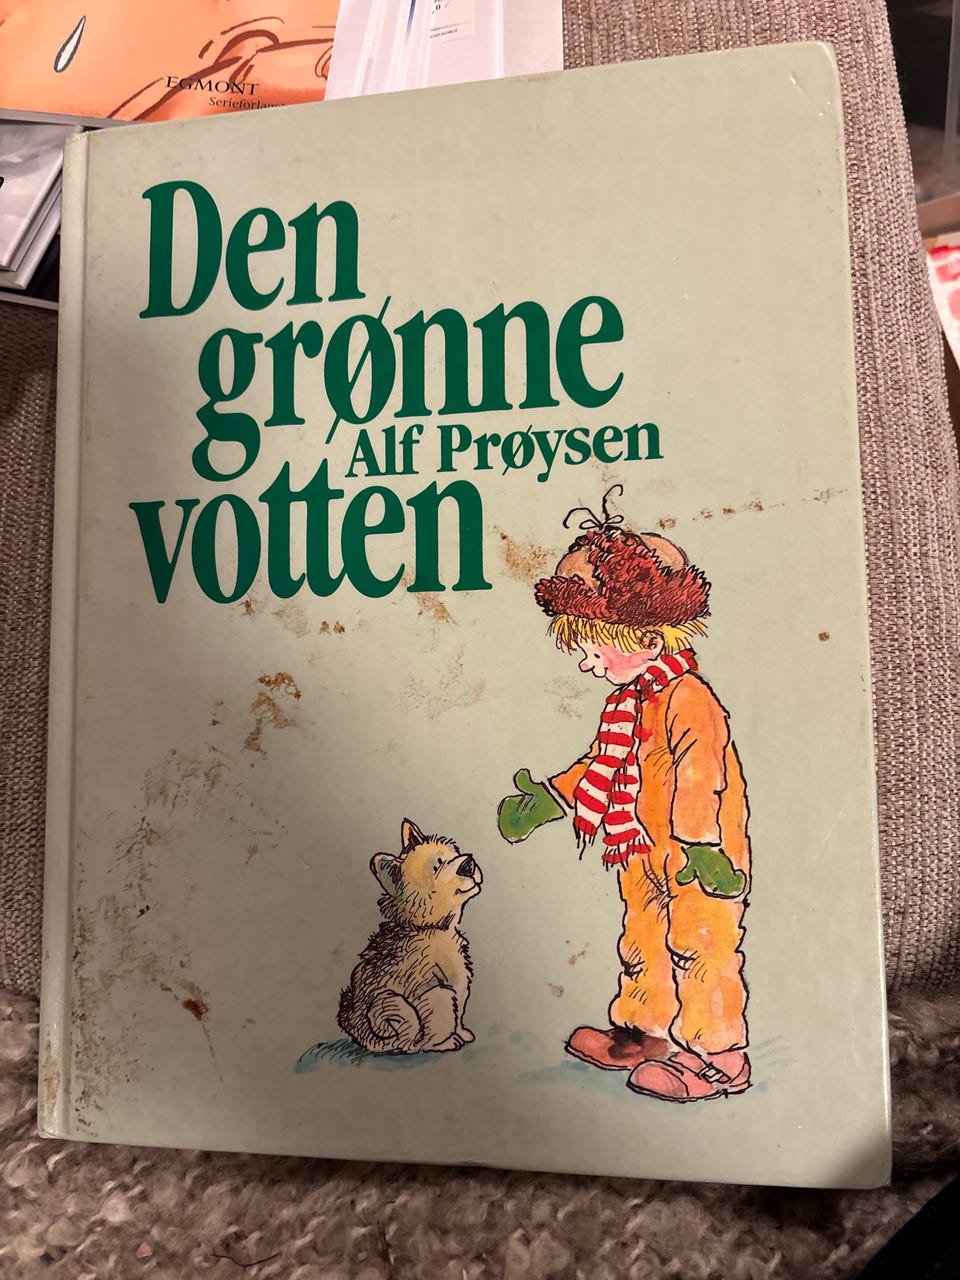 EGMONT
Den
grønne
Alf Prøysen
votten